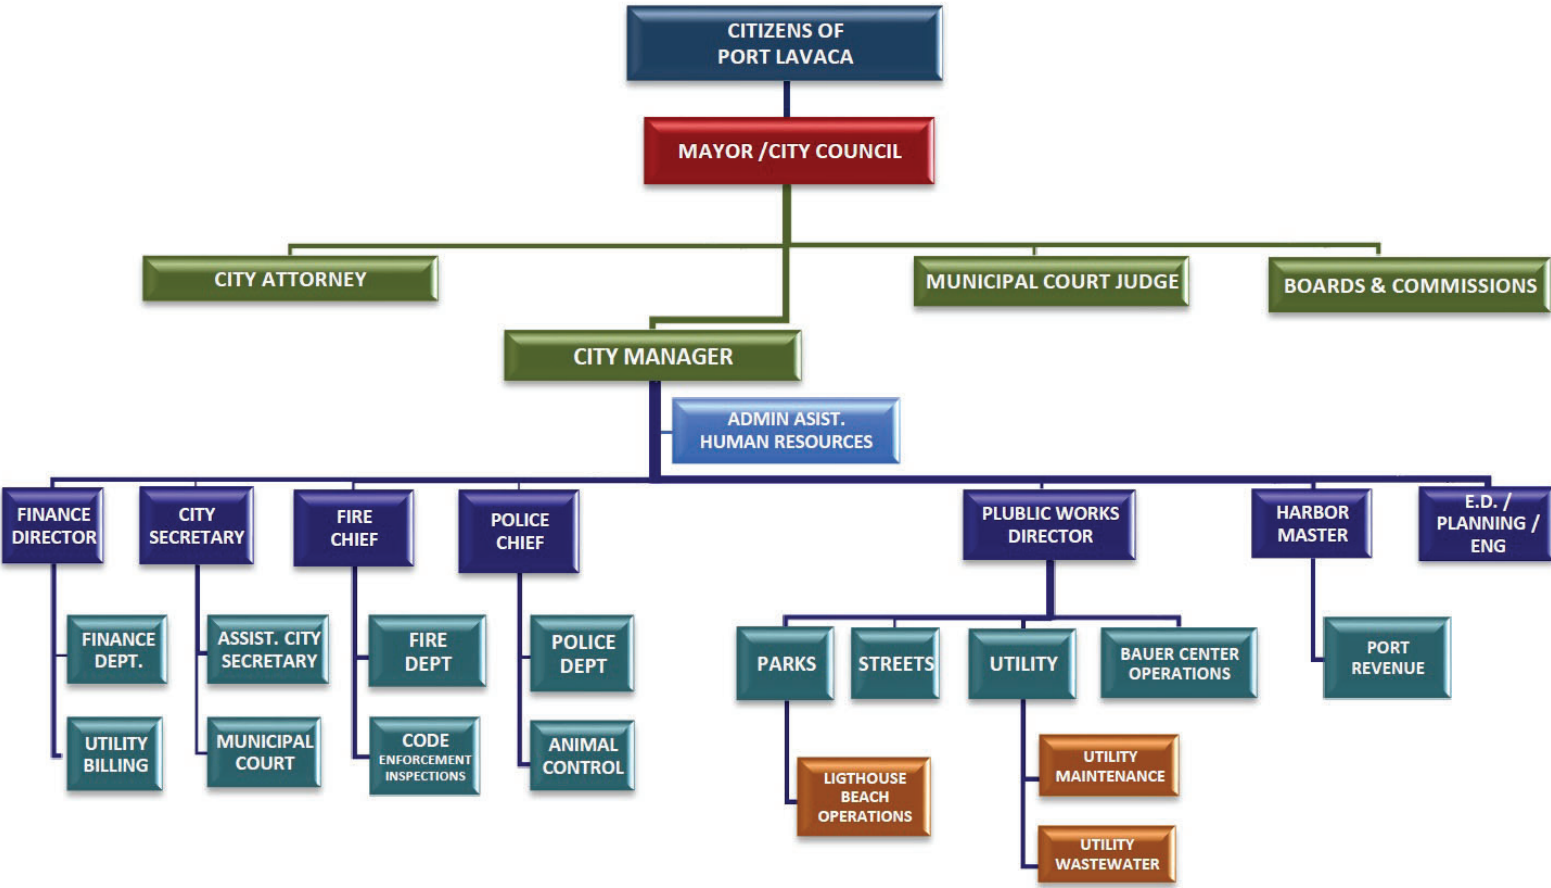 CITIZENS OF
PORT LAVACA
MAYOR /CITY COUNCIL
CITY ATTORNEY
MUNICIPAL COURT JUDGE
BOARDS & COMMISSIONS
CITY MANAGER
ADMIN ASIST.
HUMAN RESOURCES
FINANCE
DIRECTOR
CITY
SECRETARY
FIRE
CHIEF
POLICE
CHIEF
PLUBLIC WORKS
DIRECTOR
HARBOR
MASTER
E.D. /
PLANNING /
ENG
FINANCE
DEPT.
ASSIST. CITY
SECRETARY
FIRE
DEPT
POLICE
DEPT
PARKS
STREETS
UTILITY
BAUER CENTER
OPERATIONS
PORT
REVENUE
UTILITY
BILLING
MUNICIPAL
COURT
CODE
ENFORCEMENT
INSPECTIONS
ANIMAL
CONTROL
LIGTHOUSE
BEACH
OPERATIONS
UTILITY
MAINTENANCE
UTILITY
WASTEWATER